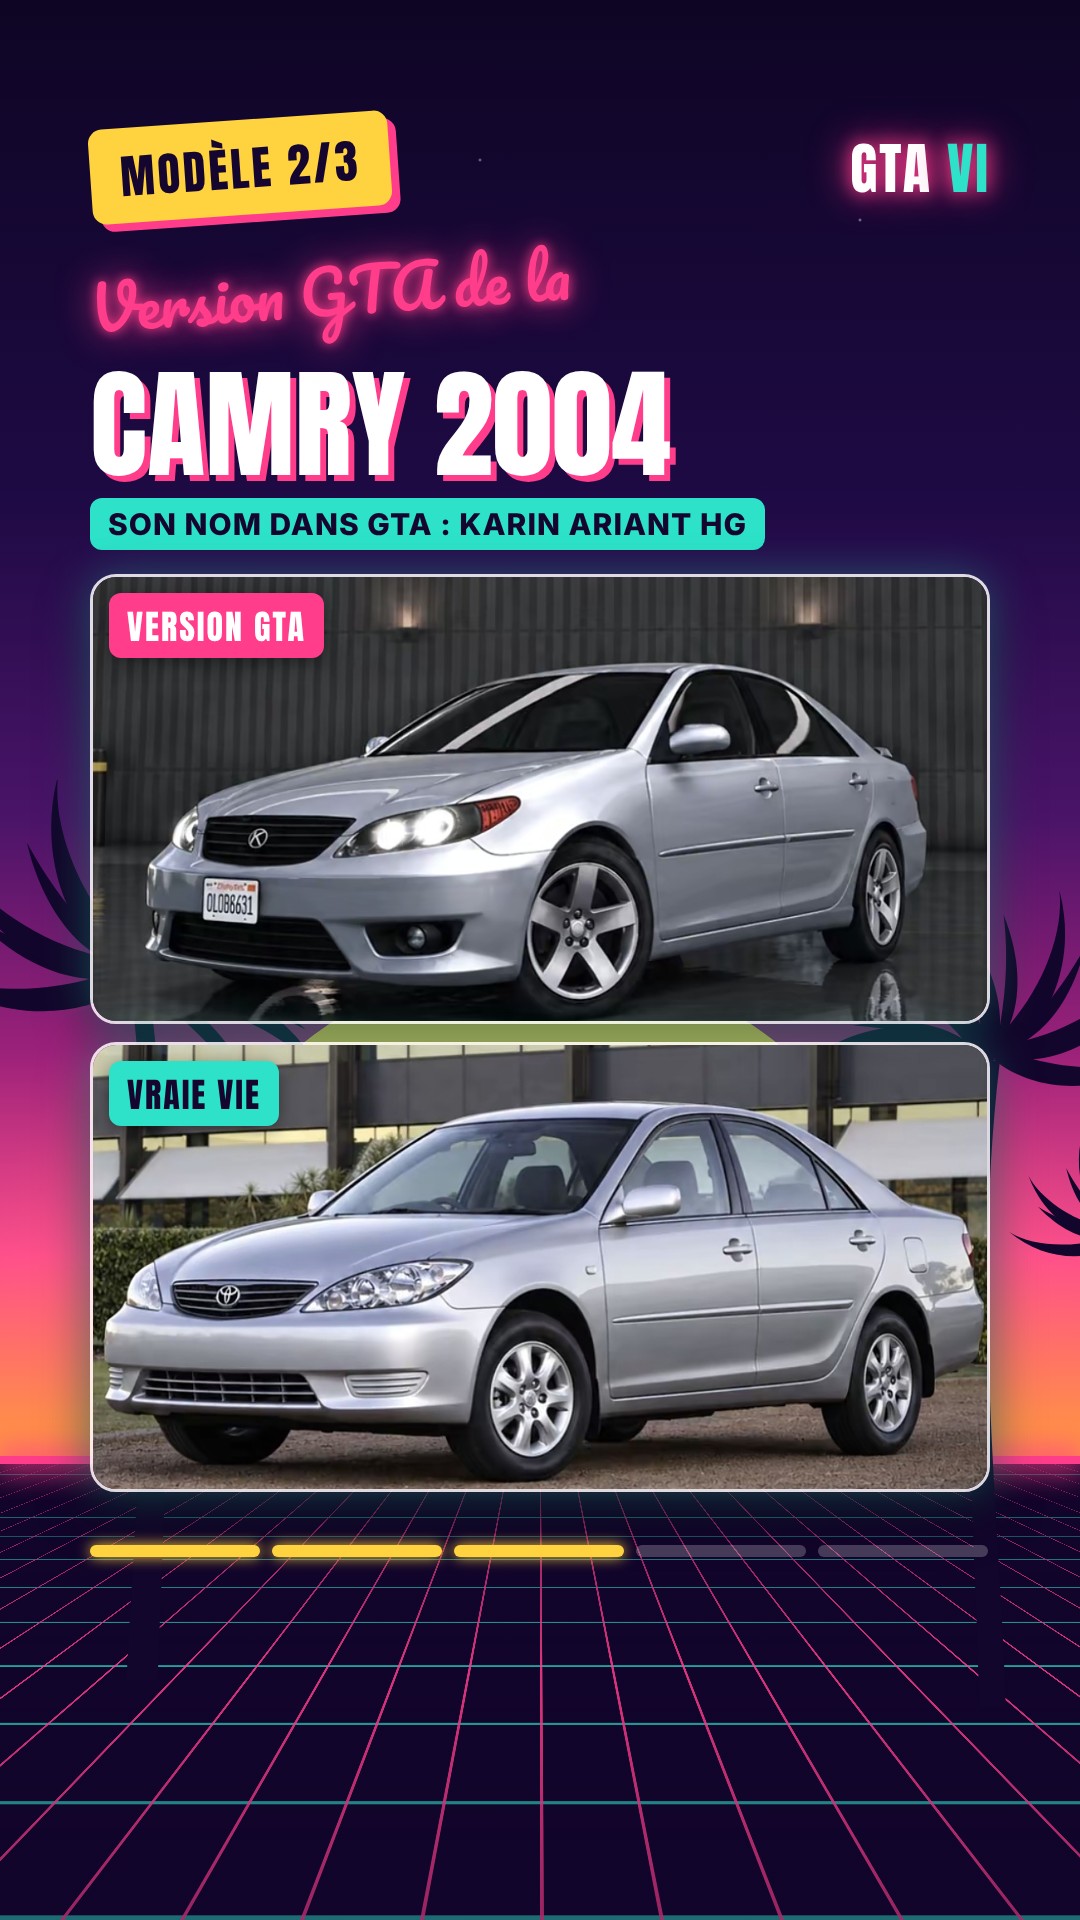 MODÈLE 2/3
GTA VI
Version GTA de la
CAMRY 2004
SON NOM DANS GTA : KARIN ARIANT HG
VERSION GTA
OLO86631
VRAIE VIE